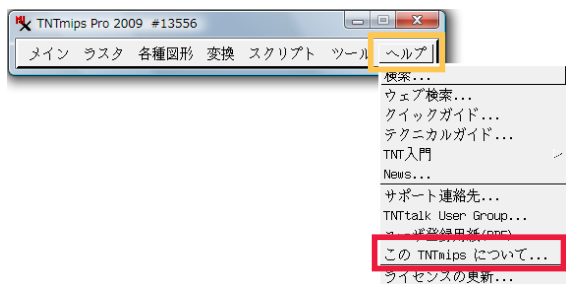 TNTmips Pro 2009 #13556
メイン ラスタ 各種図形 変換 スクリプト ツール ヘルプ
検索...
ウェブ検索...
クイックガイド...
テクニカルガイド...
TNT入門
News...
サポート連絡先...
TNTtalk User Group...
ユーザ登録用紙(PDF)
この TNTmips について...
ライセンスの更新...